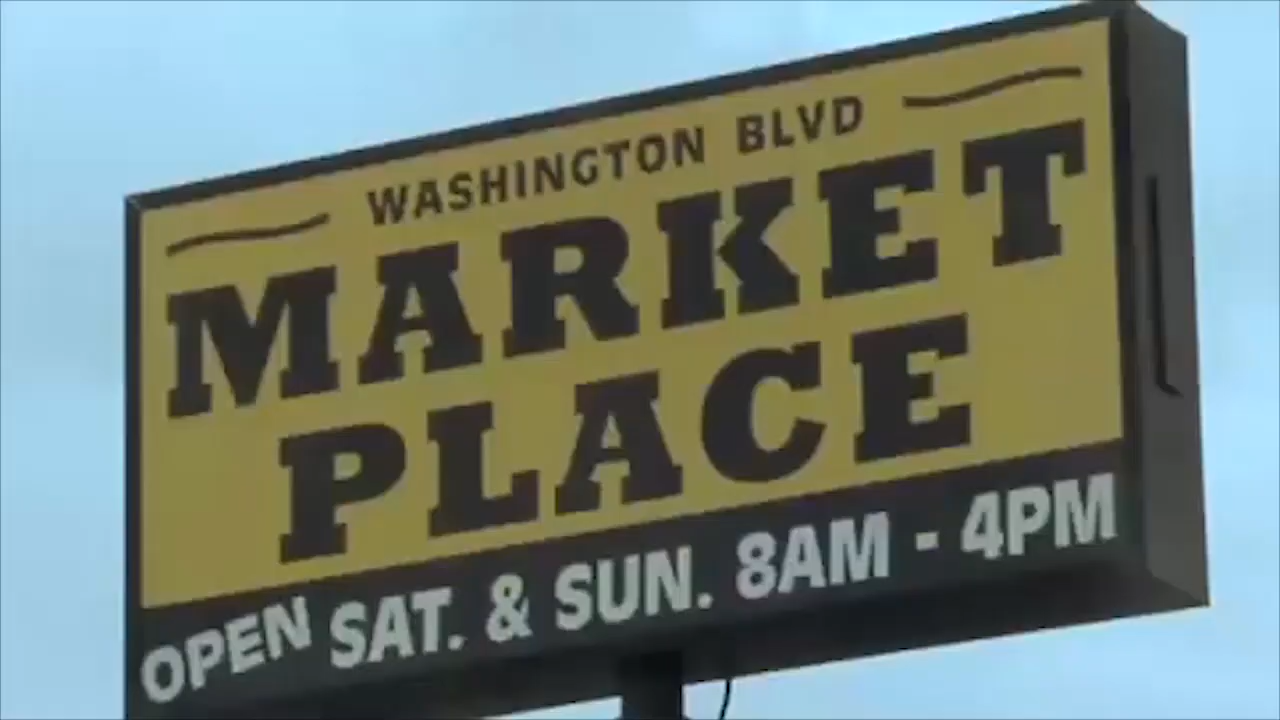 WASHINGTON BLVD
MARKET
PLACE
OPEN SAT. & SUN. 8AM - 4PM